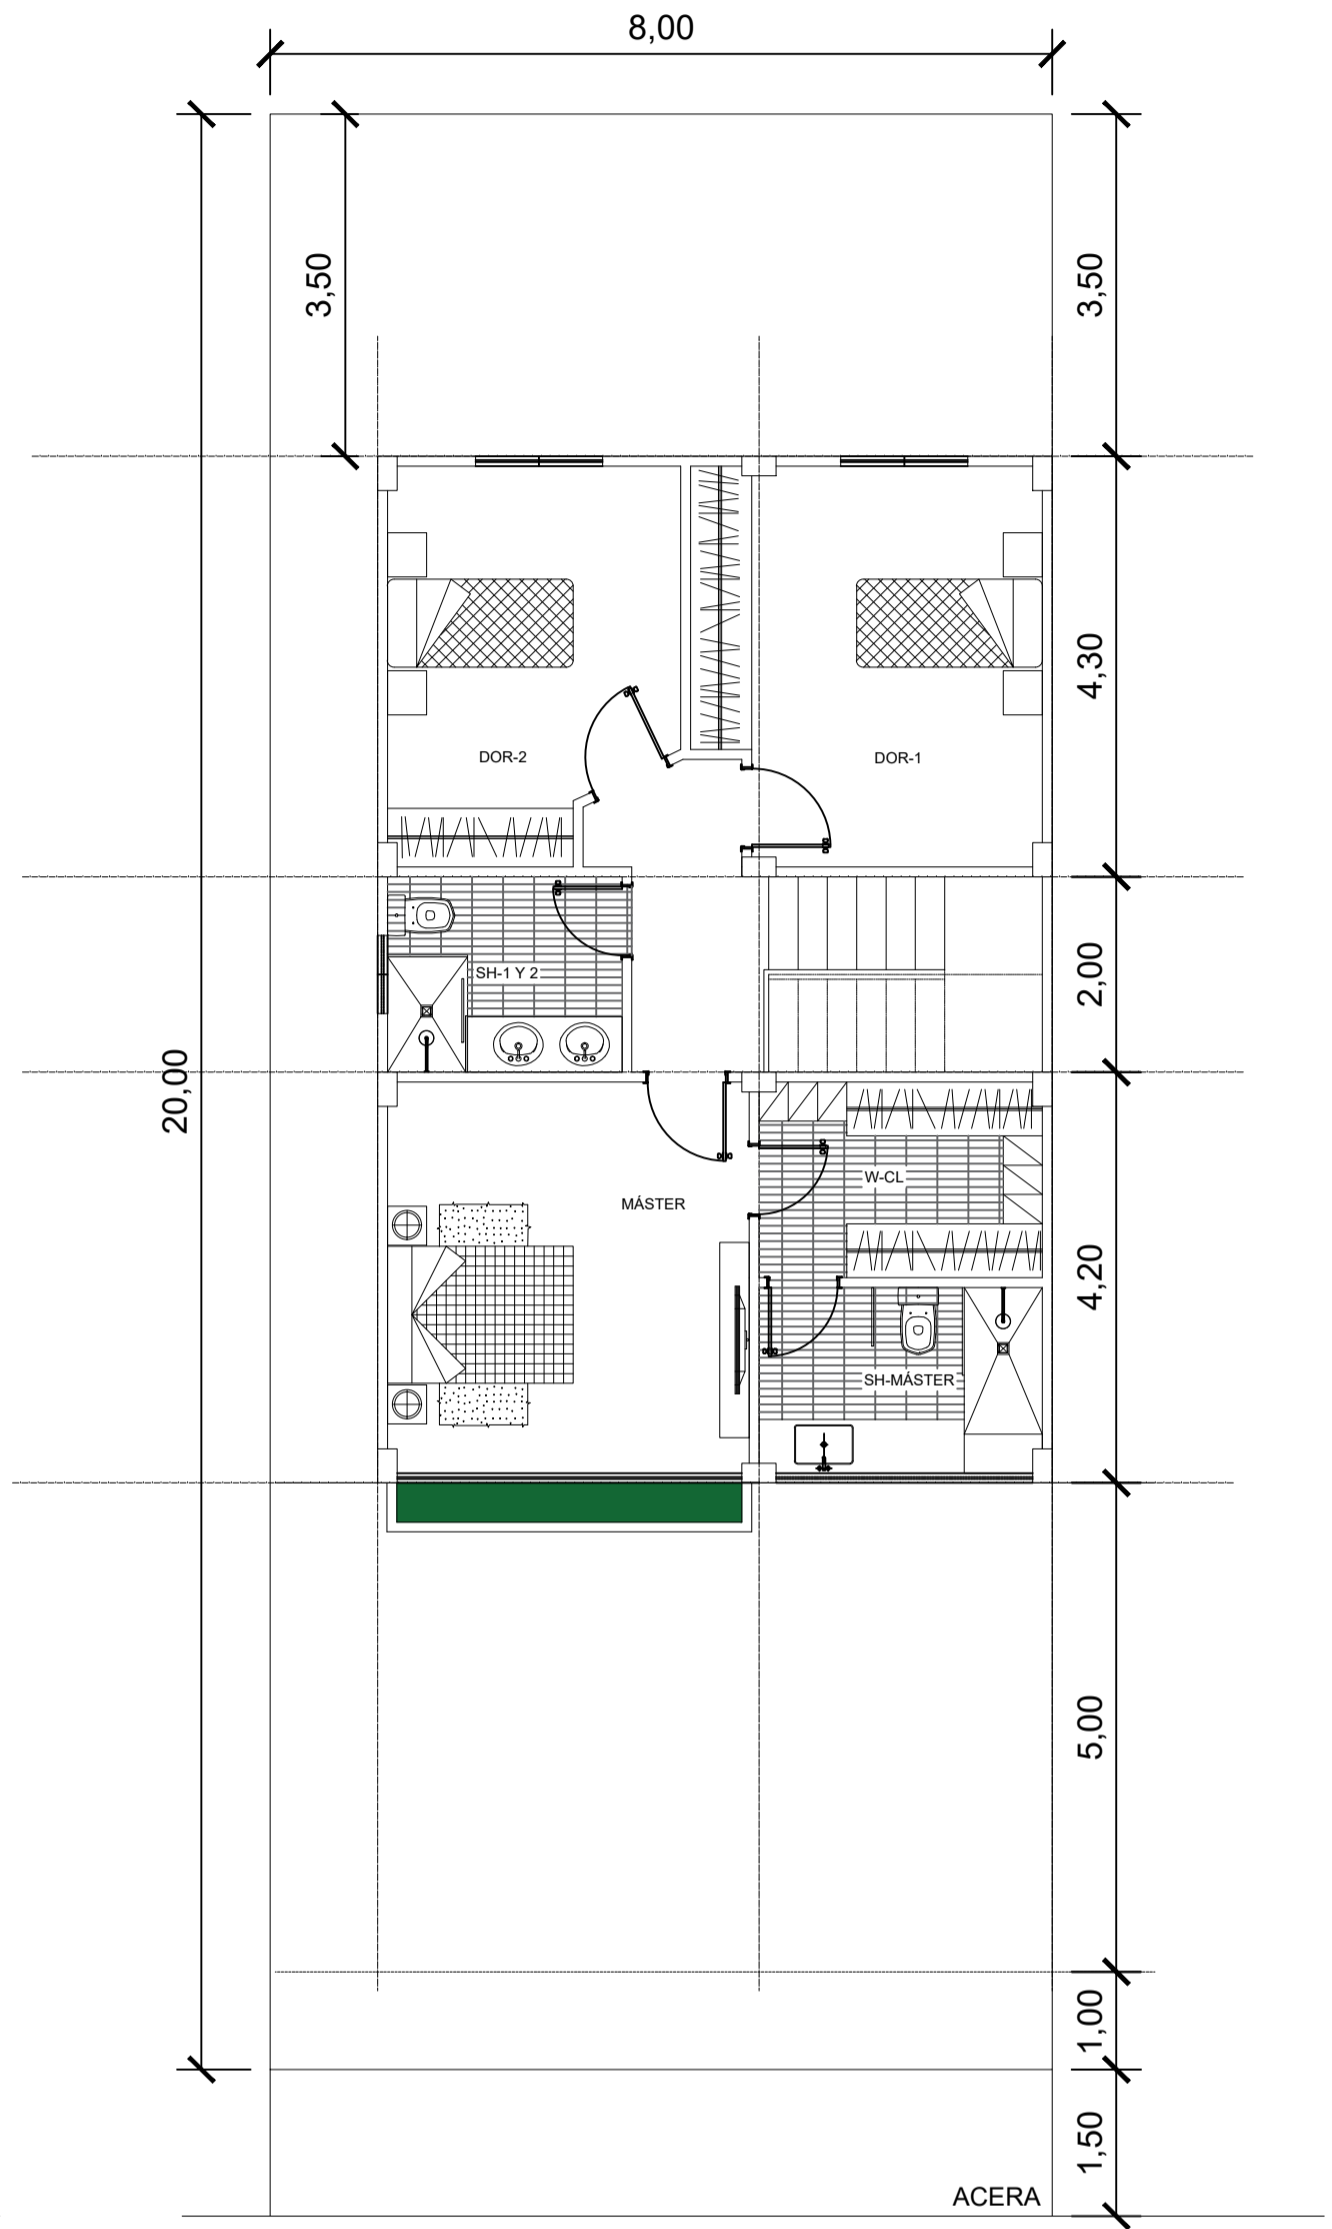 8,00
3,50
3,50
4,30
DOR-2
DOR-1
2,00
SH-1 Y 2
20,00
W-CL
MÁSTER
4,20
SH-MÁSTER
5,00
1,00
1,50
ACERA